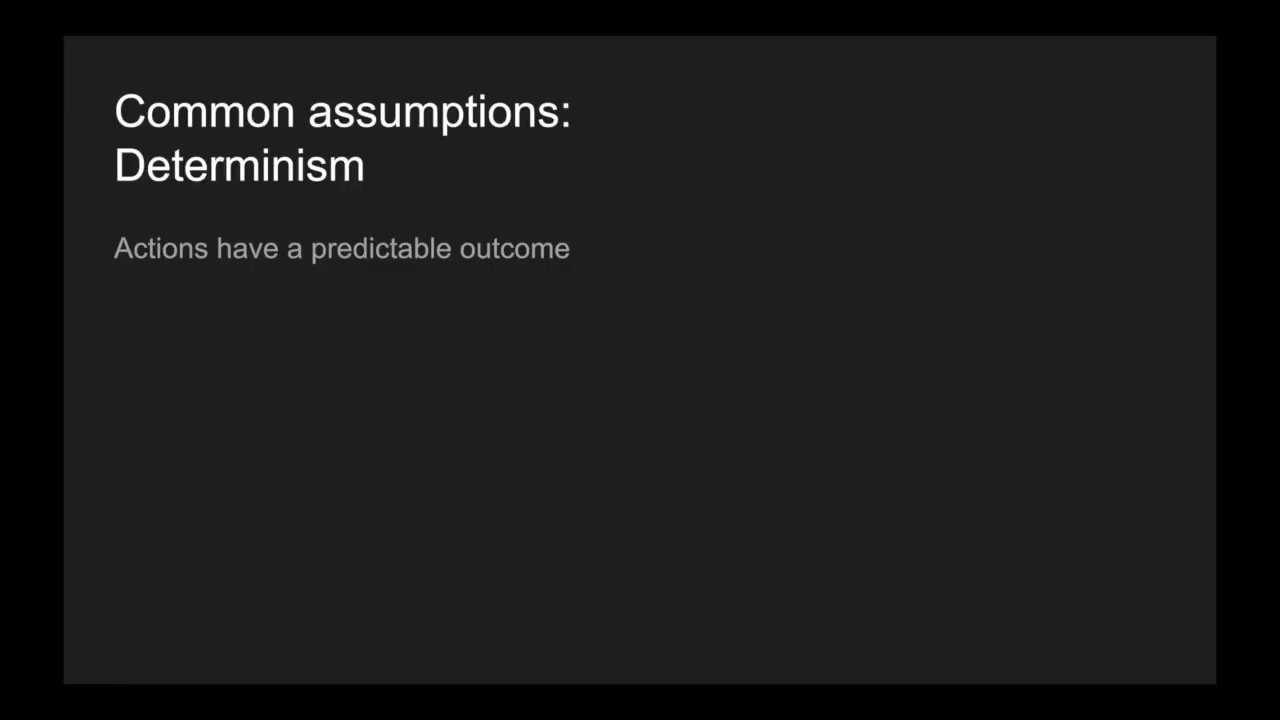 Common assumptions:
Determinism
Actions have a predictable outcome